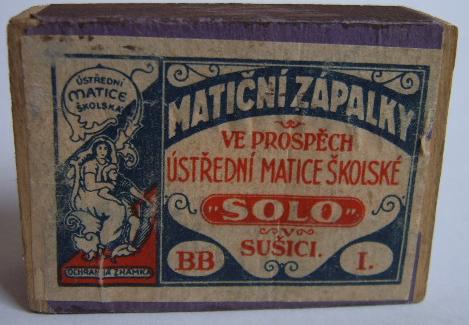 ÚSTŘEDNÍ
MATICE
ŠKOLSKÁ
OCHRANNÁ ZNÁMKA
MATIČNÍ ZÁPALKY
VE PROSPĚCH
ÚSTŘEDNÍ MATICE ŠKOLSKÉ
"SOLO"
V
SUŠICI.
BB
I.